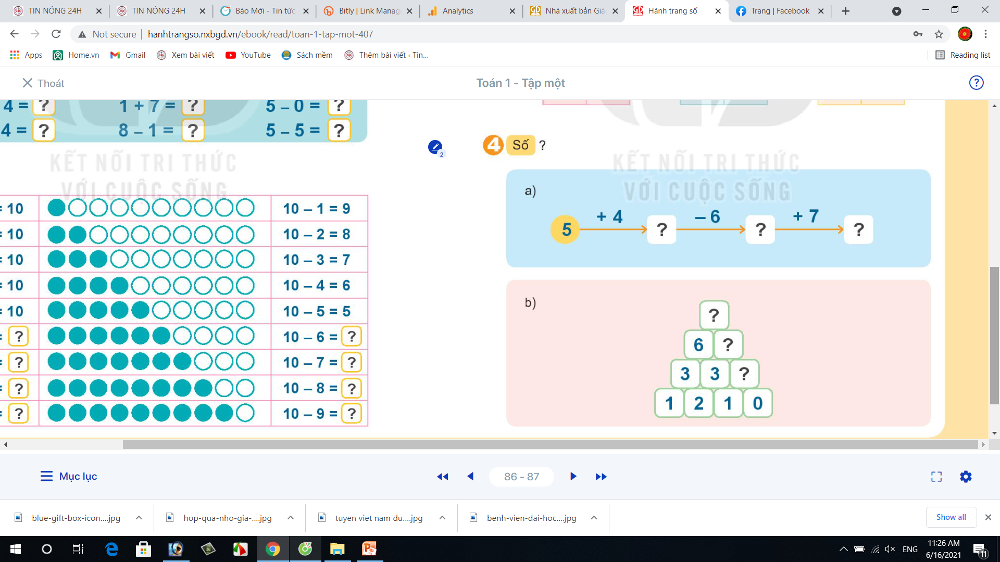 TIN NÓNG 24H
TIN NÓNG 24H
Báo Mới - Tin tức
Bitly | Link Manag
Analytics
Nhà xuất bản Giá
Hành trang số
Trang | Facebook
Not secure | hanhtrangso.nxbgd.vn/ebook/read/toan-1-tap-mot-407
Apps
Home.vn
Gmail
Xem bài viết
YouTube
Sách mềm
Thêm bài viết ‹ Tin...
Reading list
Thoát
Toán 1 - Tập một
?
4 = ? 1 + 7 = ? 5 – 0 = ?
4 = ? 8 – 1 = ? 5 – 5 = ?
KẾT NỐI TRI THỨC
VỚI CUỘC SỐNG
2
= 10 10 – 1 = 9
= 10 10 – 2 = 8
= 10 10 – 3 = 7
= 10 10 – 4 = 6
= 10 10 – 5 = 5
= ? 10 – 6 = ?
= ? 10 – 7 = ?
= ? 10 – 8 = ?
= ? 10 – 9 = ?
4 Số ?
KẾT NỐI TRI THỨC
VỚI CUỘC SỐNG
a)
+ 4 – 6 + 7
5 ? ? ?
b)
?
6 ?
3 3 ?
1 2 1 0
Mục lục
86 - 87
blue-gift-box-icon....jpg
hop-qua-nho-gia-....jpg
tuyen viet nam du....jpg
benh-vien-dai-hoc....jpg
Show all
ENG
11:26 AM
6/16/2021
11